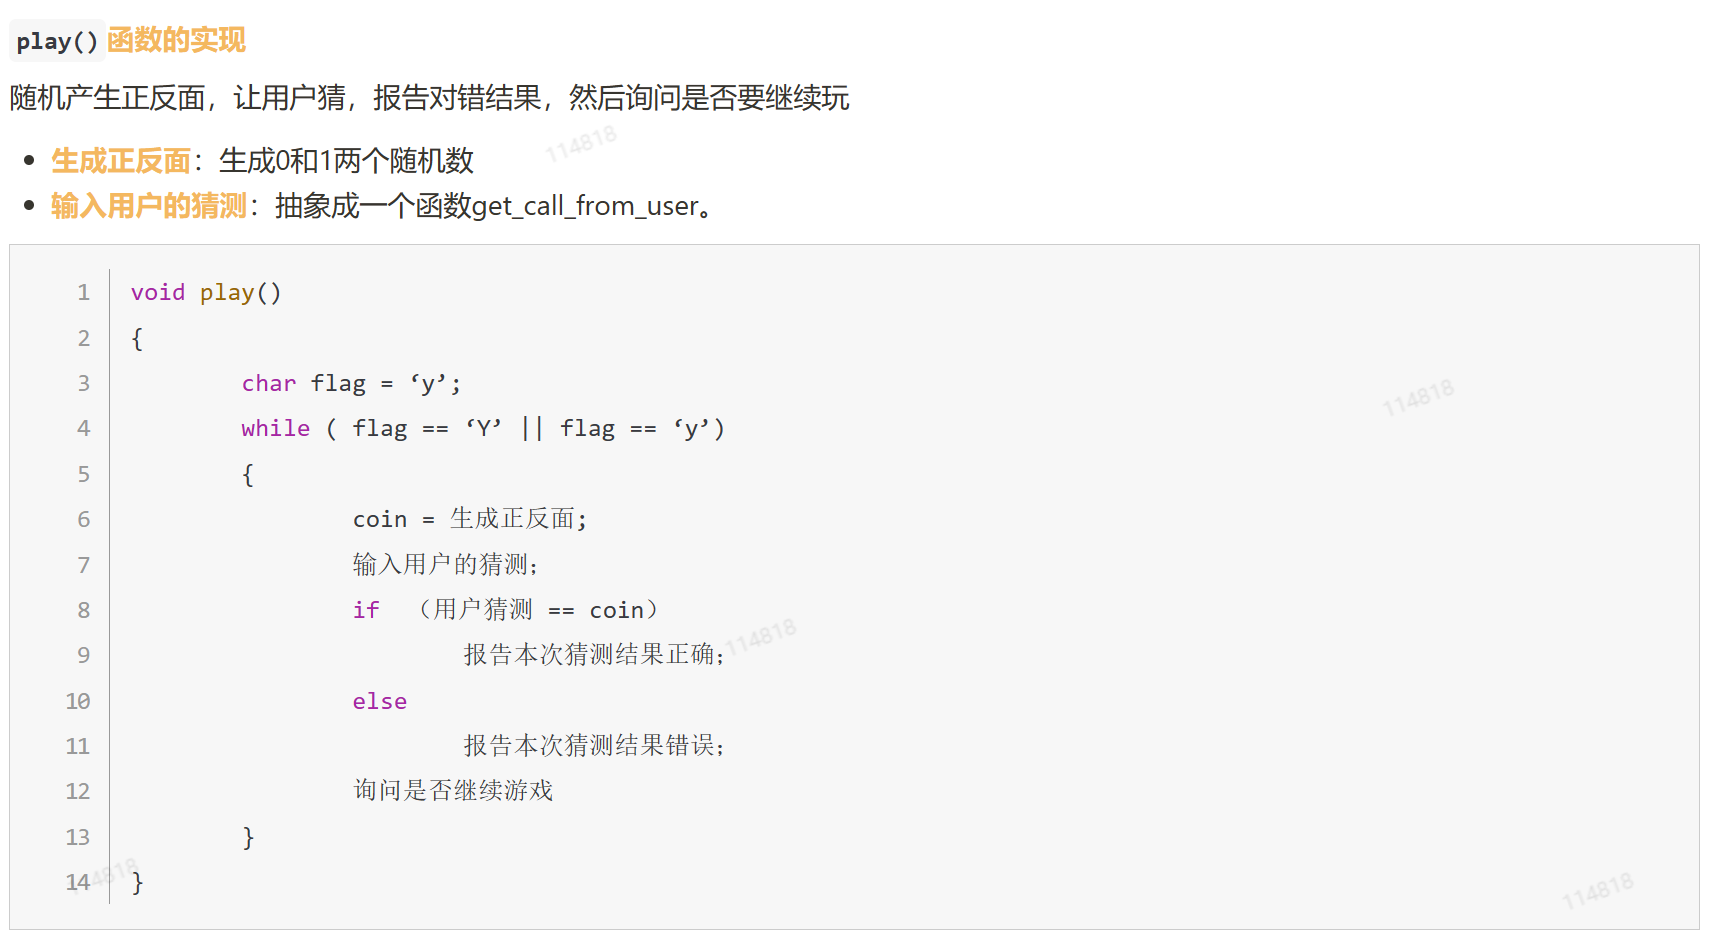 play()函数的实现
随机产生正反面，让用户猜，报告对错结果，然后询问是否要继续玩
• 生成正反面：生成0和1两个随机数
• 输入用户的猜测：抽象成一个函数get_call_from_user。
1 void play()
2 {
3 char flag = ‘y’;
4 while ( flag == ‘Y’ || flag == ‘y’)
5 {
6 coin = 生成正反面;
7 输入用户的猜测；
8 if （用户猜测 == coin）
9 报告本次猜测结果正确；
10 else
11 报告本次猜测结果错误；
12 询问是否继续游戏
13 }
14 }
114818
114818
114818
114818
114818